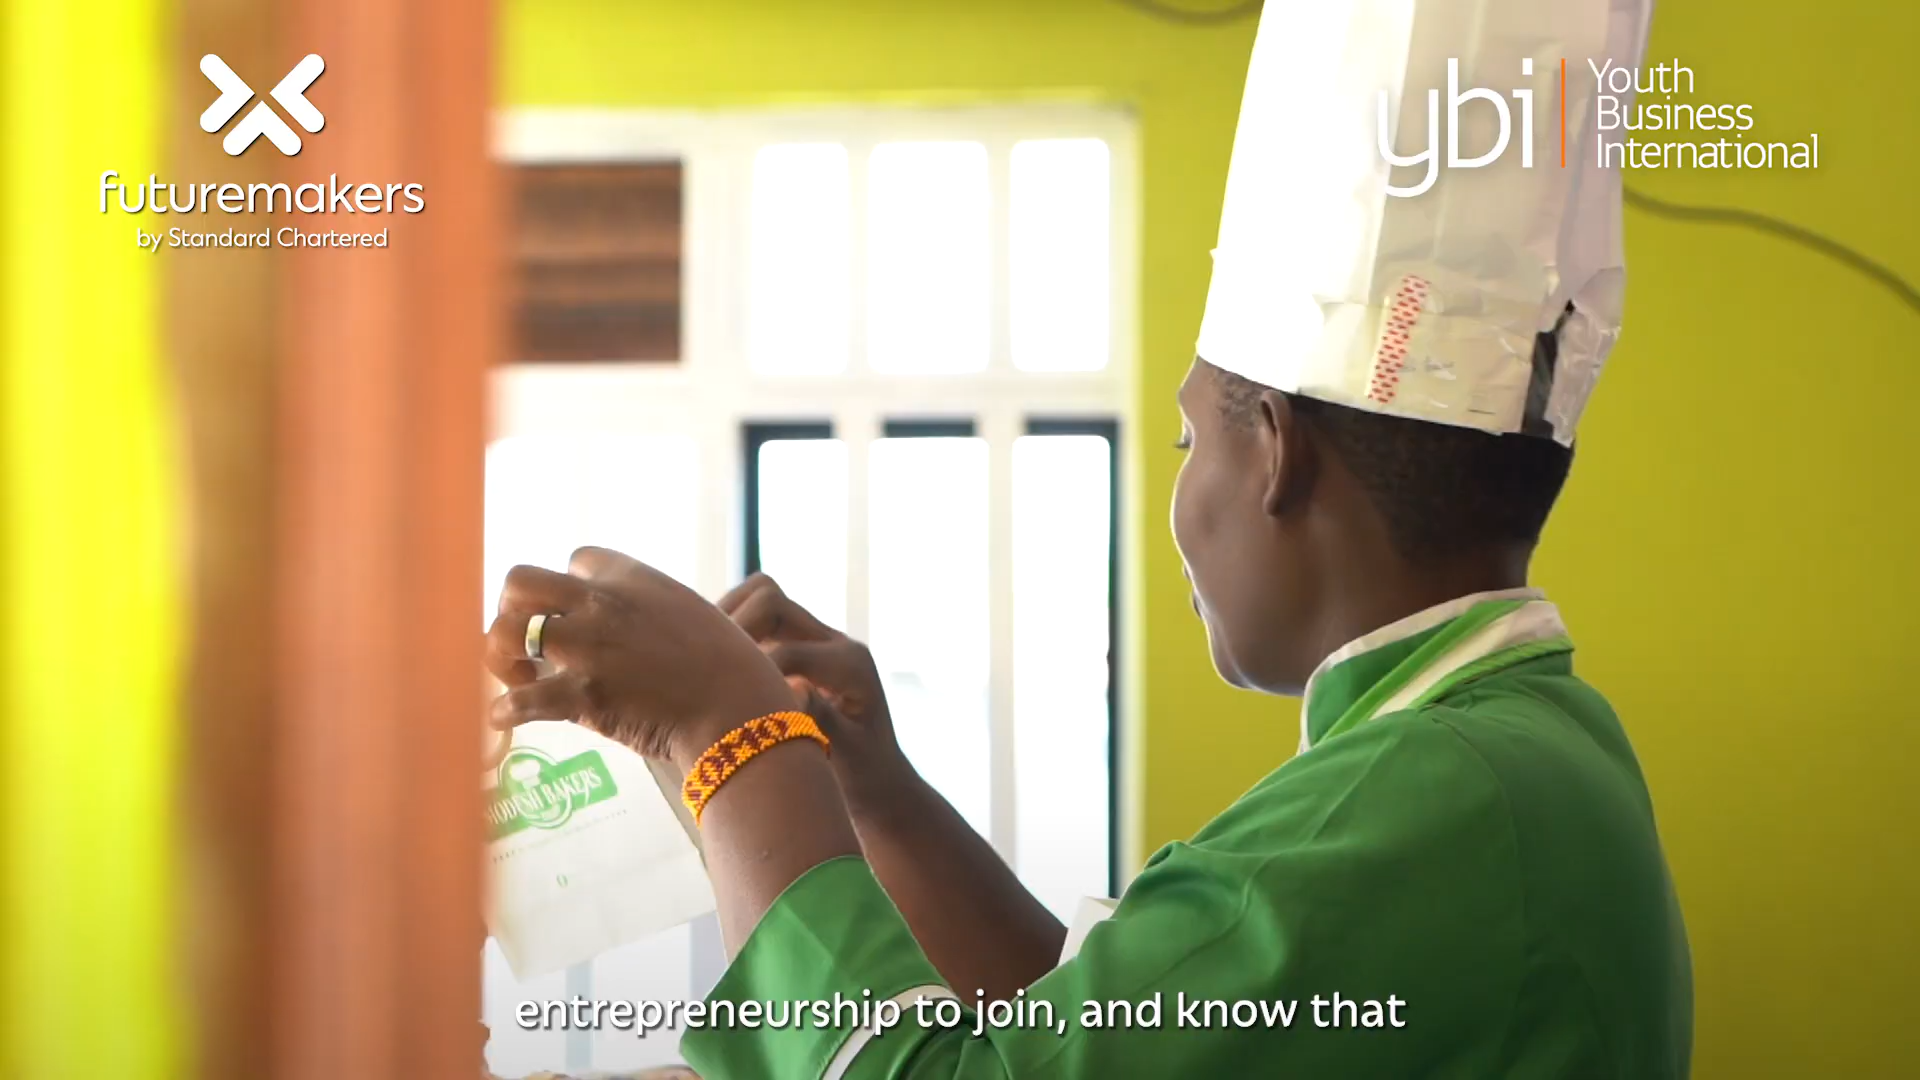 futuremakers
by Standard Chartered
ybi
Youth
Business
International
BAKERS
entrepreneurship to join, and know that